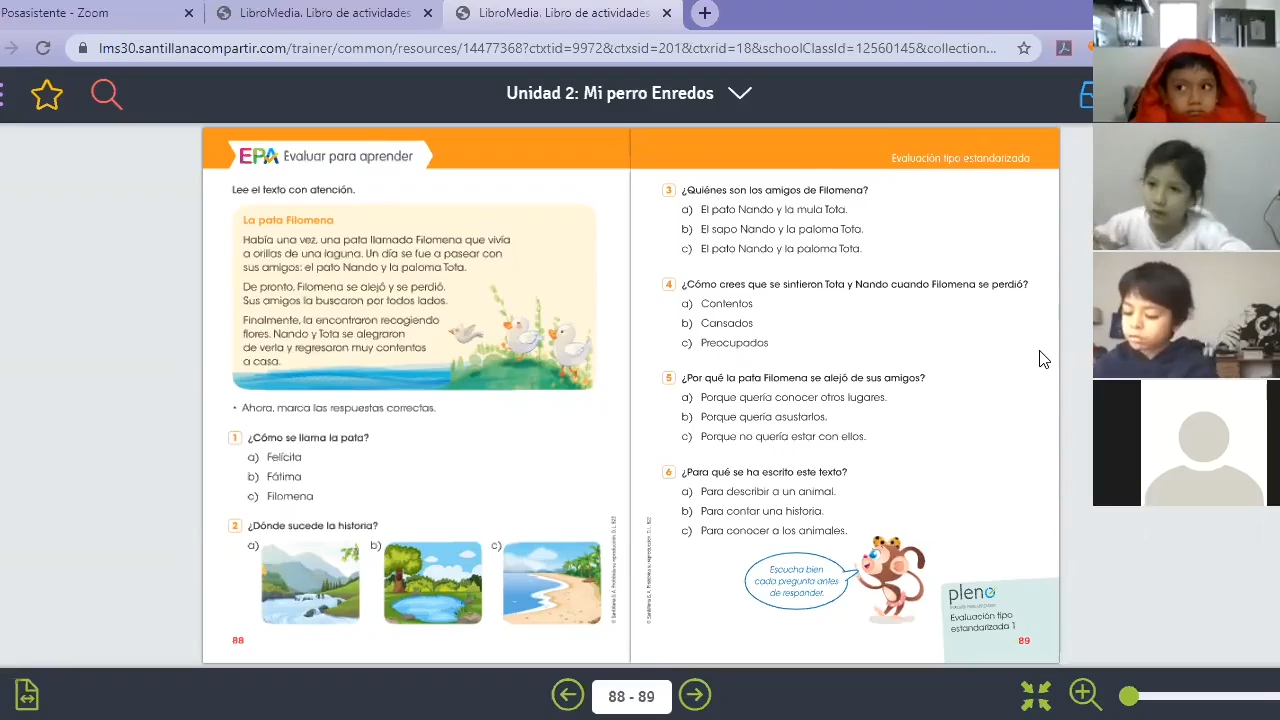 Posasistente - Zoom
LibroMedia. Libro de actividades
LibroMedia. Libro de actividades
lms30.santillanacompartir.com/trainer/common/resources/14477368?ctxtid=9972&ctxsid=201&ctxtid=18&schoolClassId=12560145&collection...
Unidad 2: Mi perro Enredos
EPA Evaluar para aprender
Lee el texto con atención.
La pata Filomena
Había una vez, una pata llamada Filomena que vivía
a orillas de una laguna. Un día se fue a pasear con
sus amigos: el pato Nando y la paloma Tota.
De pronto, Filomena se alejó y se perdió.
Sus amigos la buscaron por todos lados.
Finalmente, la encontraron recogiendo
flores. Nando y Tota se alegraron
de verla y regresaron muy contentos
a casa.
• Ahora, marca las respuestas correctas.
1 ¿Cómo se llama la pata?
a) Felícita
b) Fátima
c) Filomena
2 ¿Dónde sucede la historia?
a) b) c)
88
Evaluación tipo estandarizada
3 ¿Quiénes son los amigos de Filomena?
a) El pato Nando y la mula Tota.
b) El sapo Nando y la paloma Tota.
c) El pato Nando y la paloma Tota.
4 ¿Cómo crees que se sintieron Tota y Nando cuando Filomena se perdió?
a) Contentos
b) Cansados
c) Preocupados
5 ¿Por qué la pata Filomena se alejó de sus amigos?
a) Porque quería conocer otros lugares.
b) Porque quería asustarlos.
c) Porque no quería estar con ellos.
6 ¿Para qué se ha escrito este texto?
a) Para describir a un animal.
b) Para contar una historia.
c) Para conocer a los animales.
Escucha bien
cada pregunta antes
de responder.
pleno
Evaluación tipo
estandarizada 1
89
88 - 89